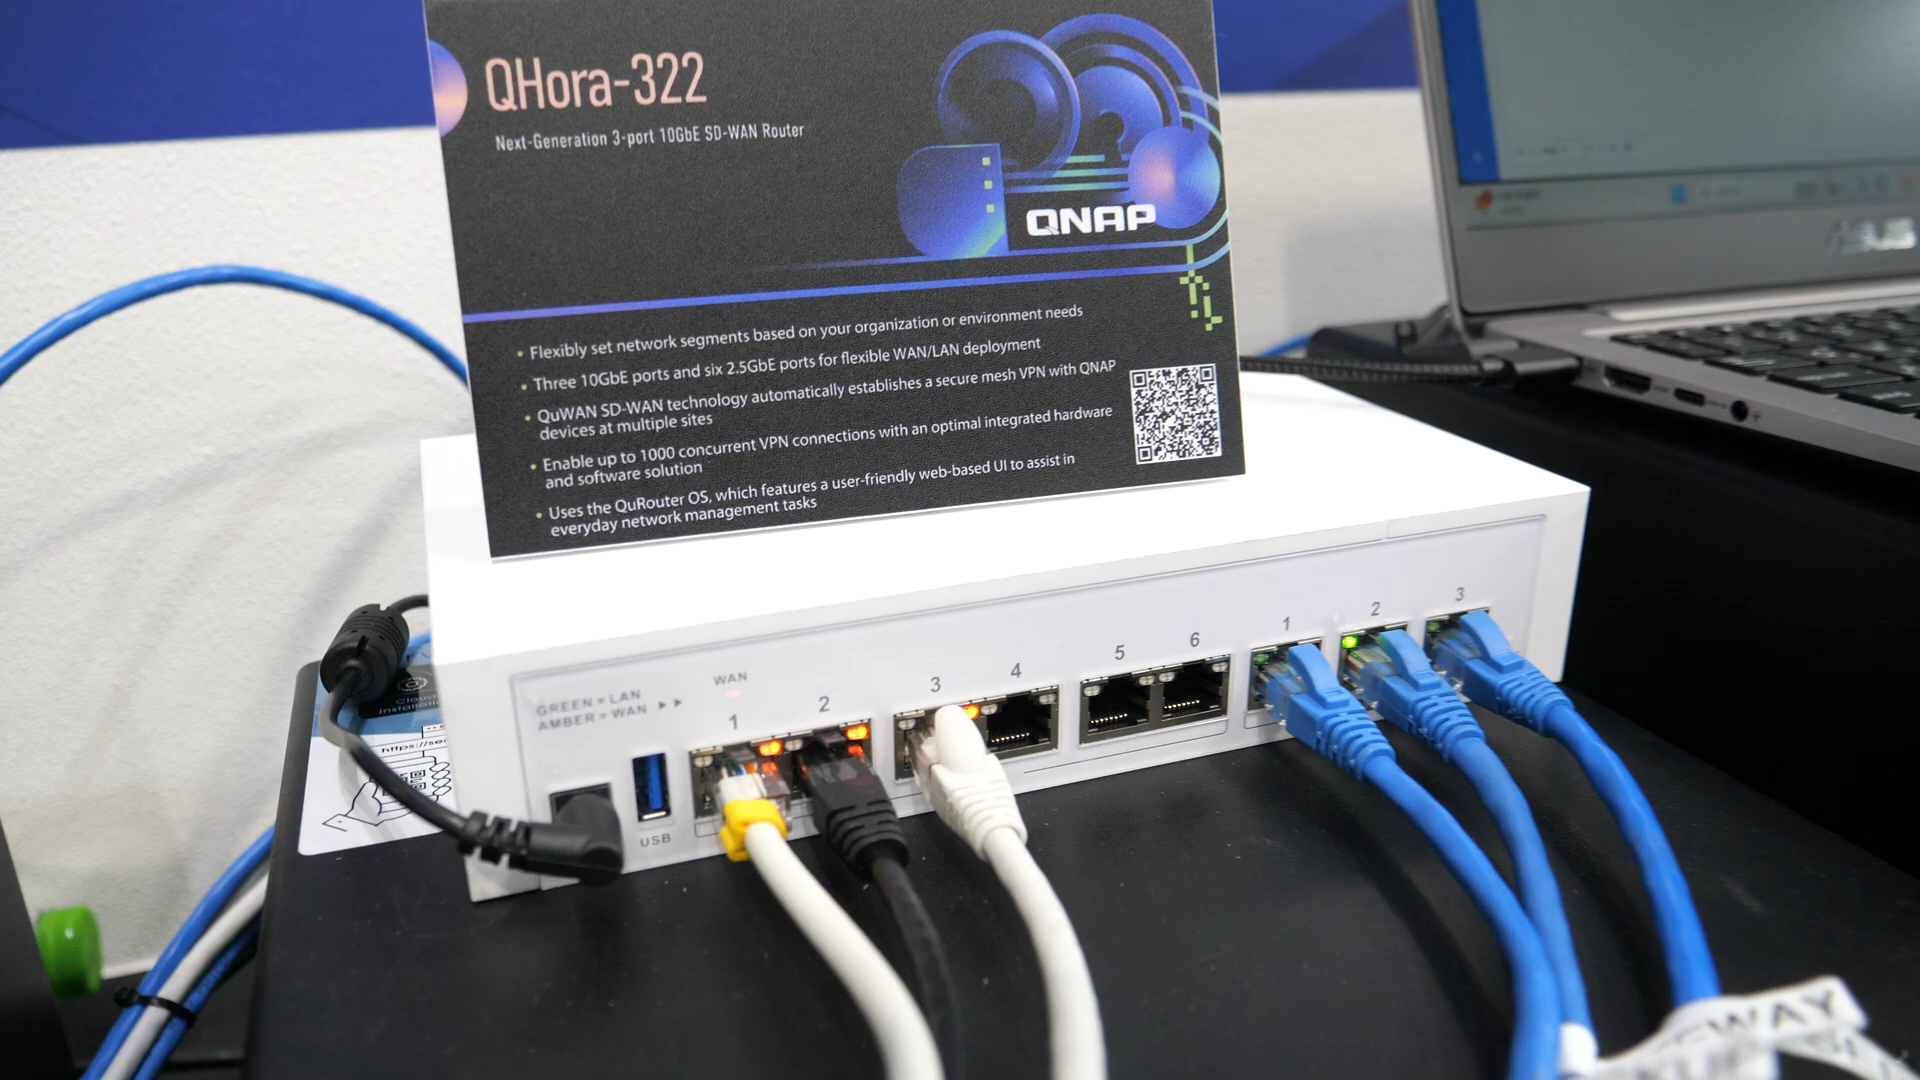 QHora-322
Next-Generation 3-port 10GbE SD-WAN Router
QNAP
• Flexibly set network segments based on your organization or environment needs
• Three 10GbE ports and six 2.5GbE ports for flexible WAN/LAN deployment
• QuWAN SD-WAN technology automatically establishes a secure mesh VPN with QNAP
devices at multiple sites
• Enable up to 1000 concurrent VPN connections with an optimal integrated hardware
and software solution
• Uses the QuRouter OS, which features a user-friendly web-based UI to assist in
everyday network management tasks
ASUS
GREEN = LAN
AMBER = WAN
WAN
1
2
3
4
5
6
1
2
3
USB
Cloud
https://